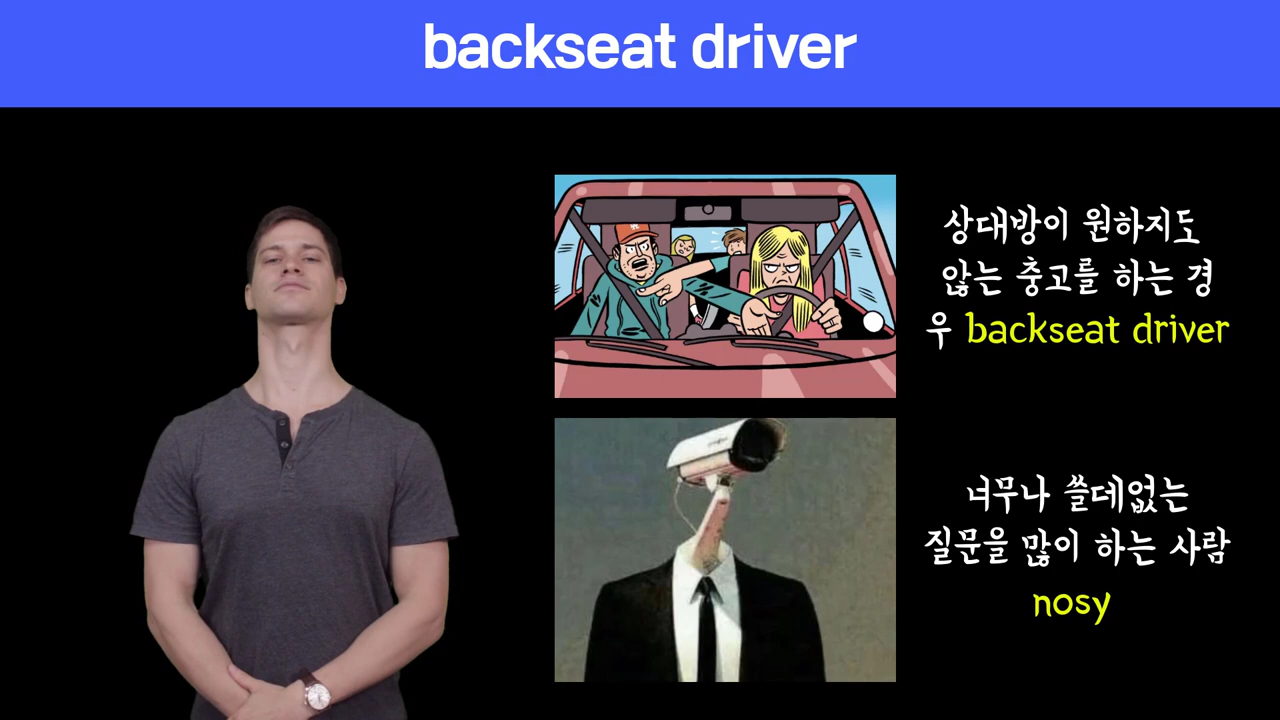 backseat driver
상대방이 원하지도
않는 충고를 하는 경
우 backseat driver
너무나 쓸데없는
질문을 많이 하는 사람
nosy